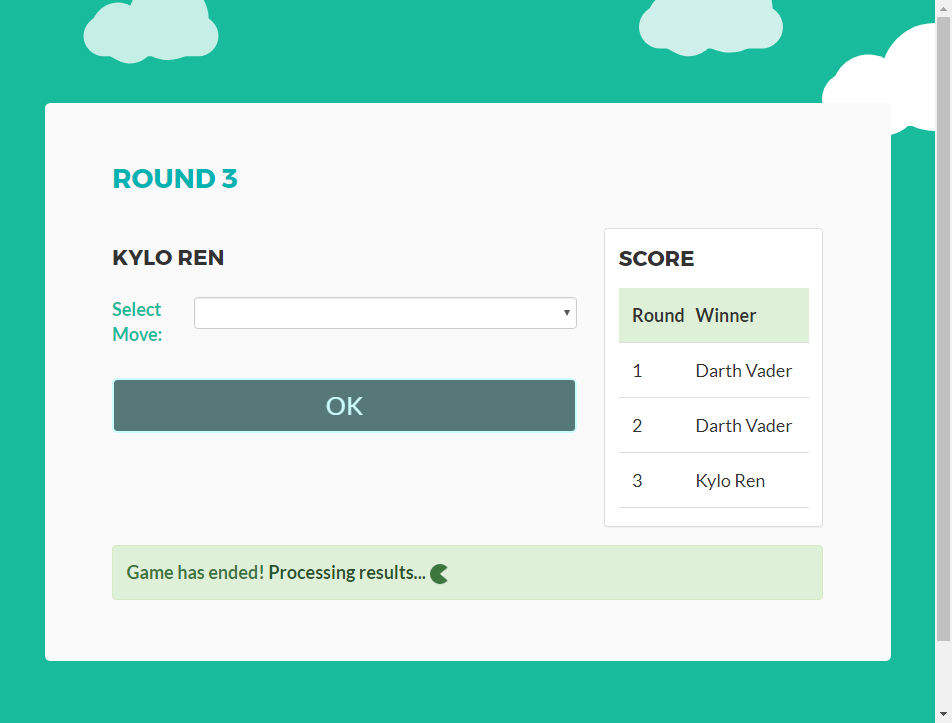 ROUND 3
KYLO REN
Select
Move:
OK
SCORE
Round Winner
1 Darth Vader
2 Darth Vader
3 Kylo Ren
Game has ended! Processing results...